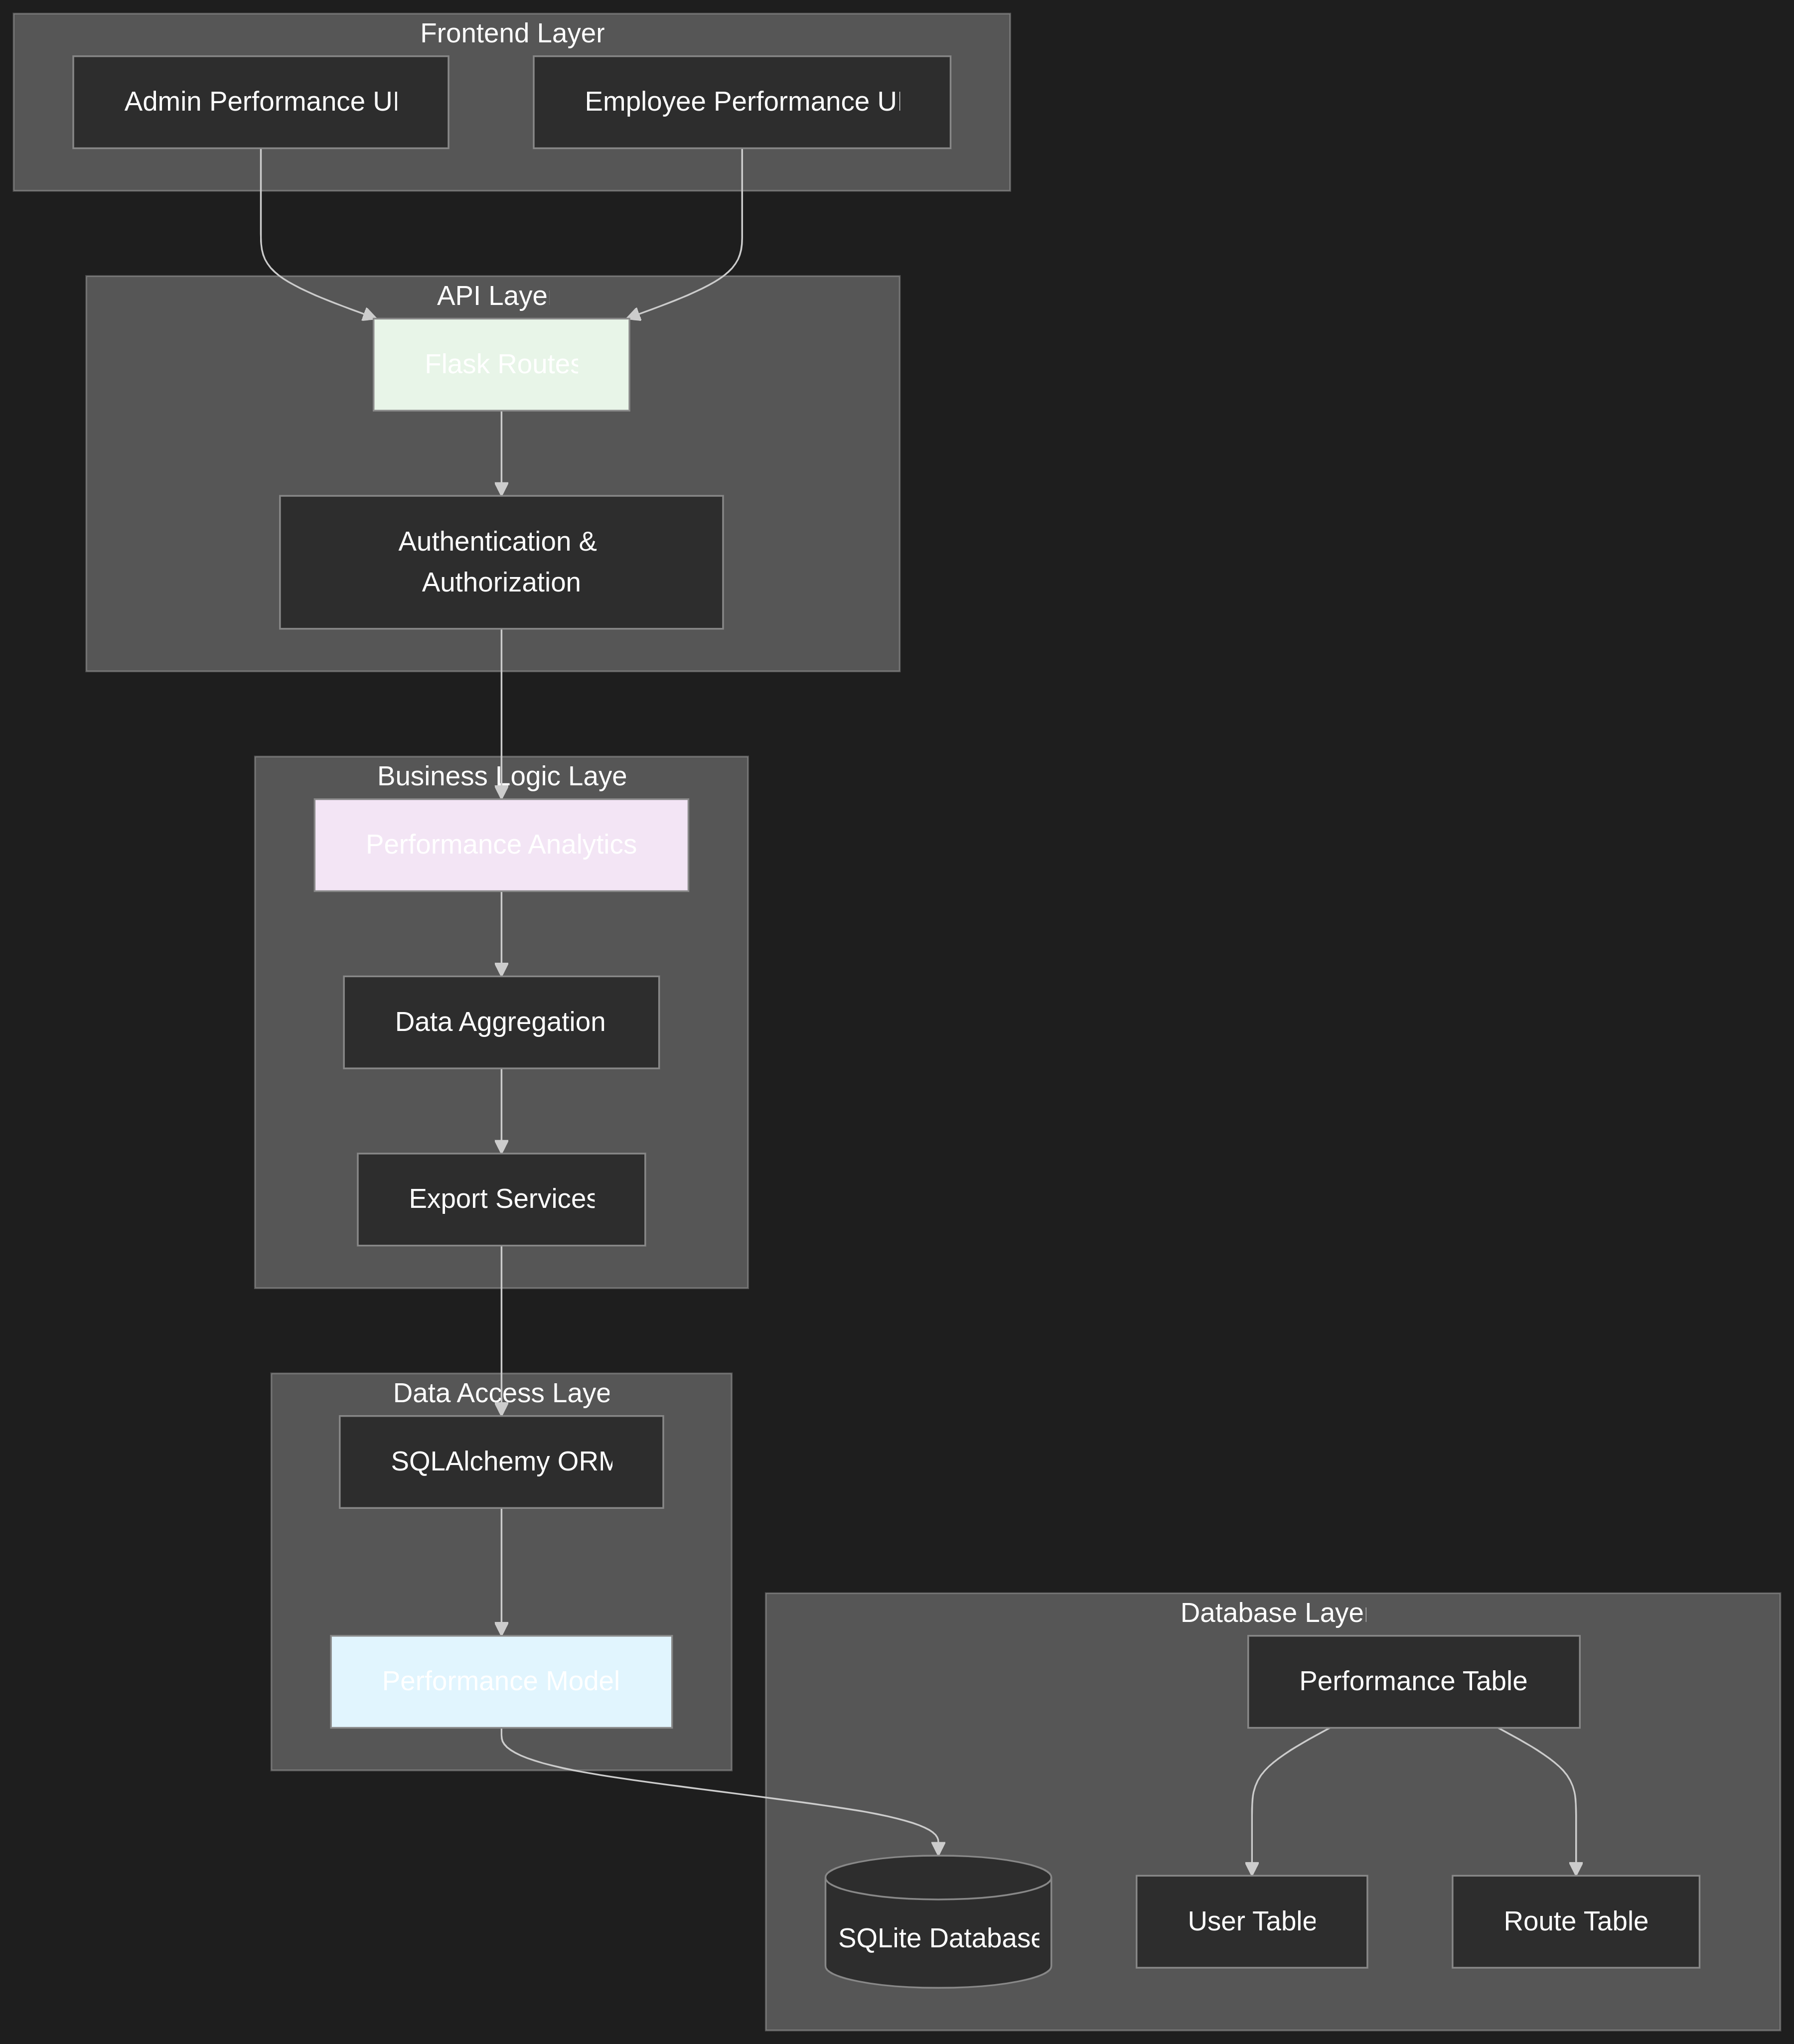 Frontend Layer
Admin Performance UI
Employee Performance UI
API Laye
Flask Routes
Authentication &
Authorization
Business Logic Laye
Performance Analytics
Data Aggregation
Export Services
Data Access Laye
SQLAlchemy ORM
Database Layer
Performance Table
Performance Model
User Table
Route Table
SQLite Database